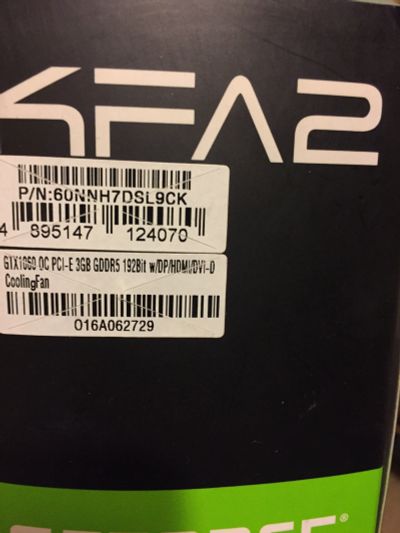 KFA2
P/N:60NNH7DSL9CK
4 895147 124070
GTX1060 OC PCI-E 3GB GDDR5 192Bit w/DP/HDMI/DVI-D
CoolingFan
016A062729